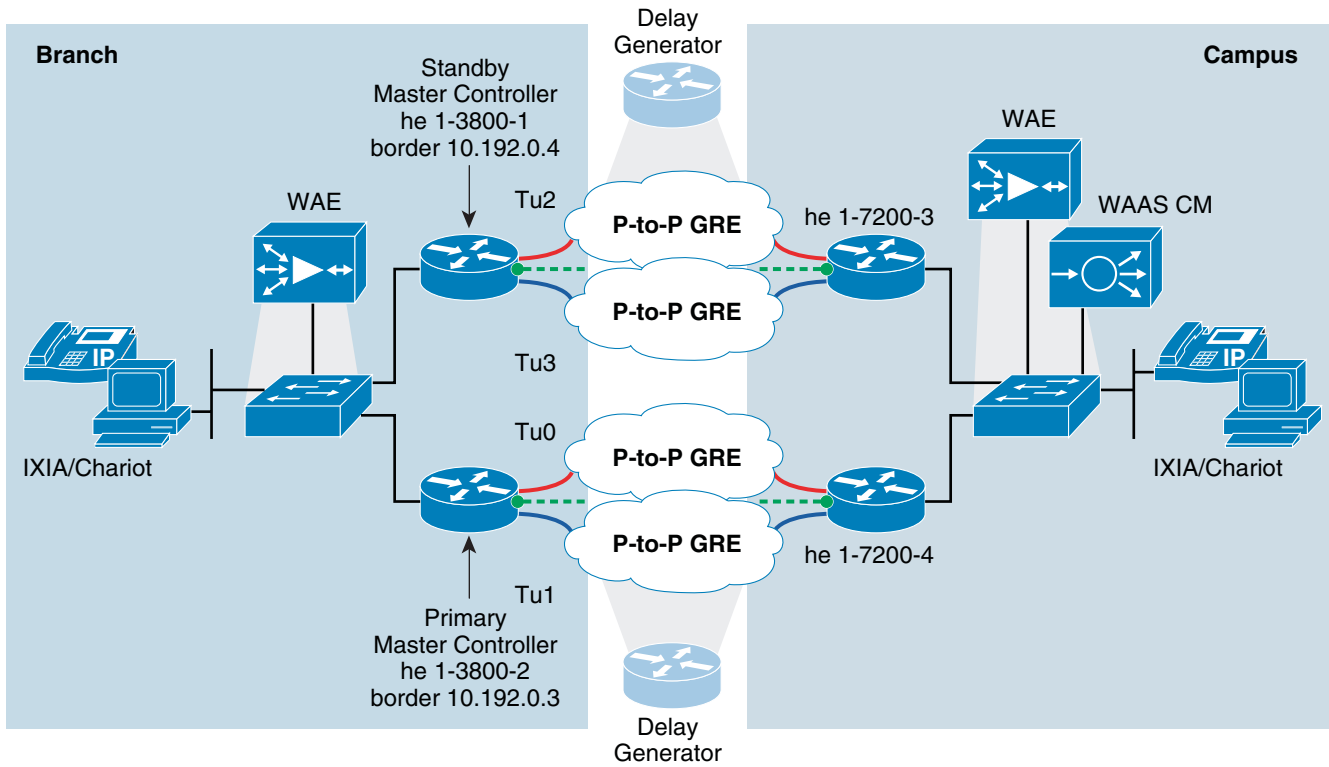 Delay
Generator
Branch
Campus
Standby
Master Controller
he 1-3800-1
border 10.192.0.4
WAE
WAE
WAAS CM
Tu2
P-to-P GRE
he 1-7200-3
P-to-P GRE
IP
IP
Tu3
Tu0
P-to-P GRE
IXIA/Chariot
IXIA/Chariot
P-to-P GRE
he 1-7200-4
Tu1
Primary
Master Controller
he 1-3800-2
border 10.192.0.3
Delay
Generator